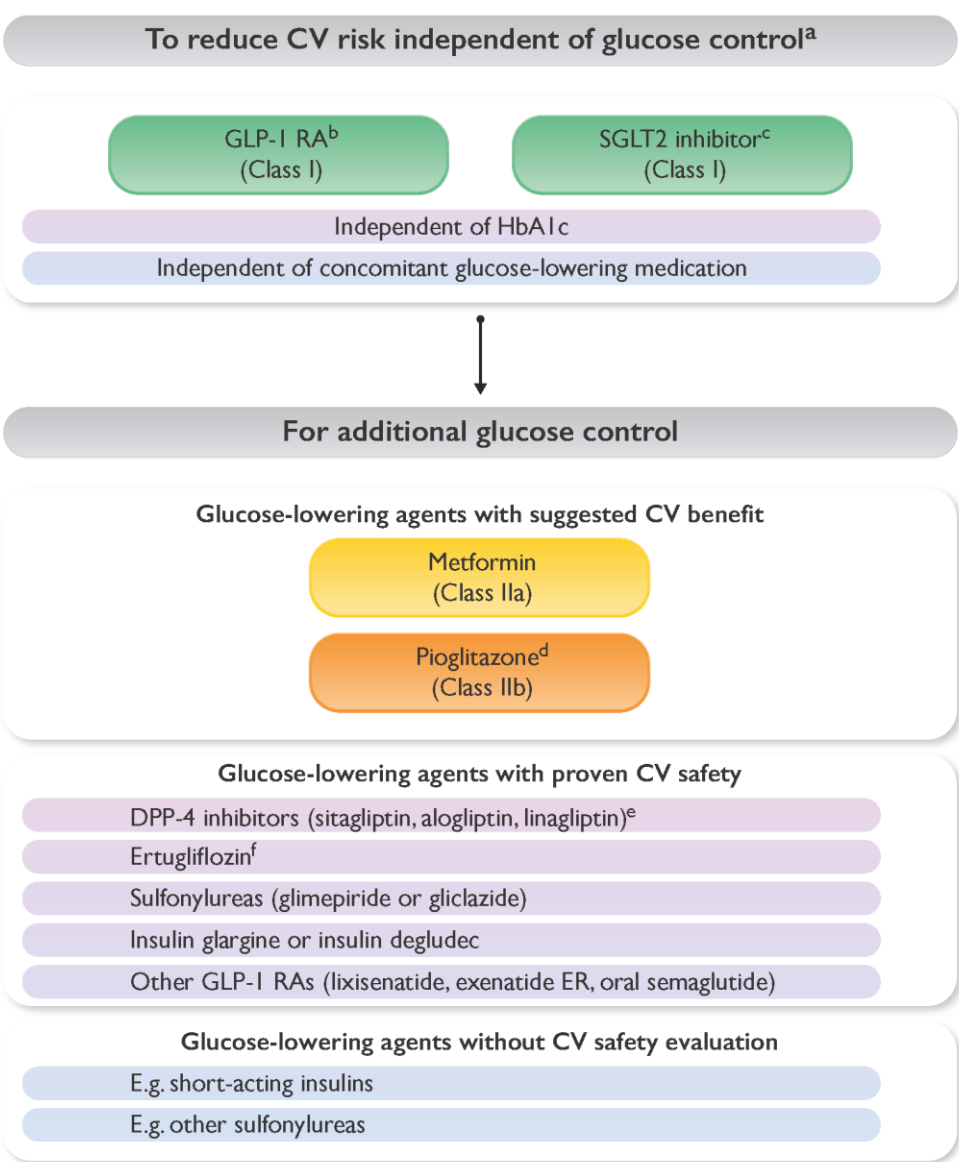 To reduce CV risk independent of glucose controlᵃ
GLP-1 RAᵇ
(Class I)
SGLT2 inhibitorᶜ
(Class I)
Independent of HbA1c
Independent of concomitant glucose-lowering medication
For additional glucose control
Glucose-lowering agents with suggested CV benefit
Metformin
(Class IIa)
Pioglitazoneᵈ
(Class IIb)
Glucose-lowering agents with proven CV safety
DPP-4 inhibitors (sitagliptin, alogliptin, linagliptin)ᵉ
Ertugliflozinᶠ
Sulfonylureas (glimepiride or gliclazide)
Insulin glargine or insulin degludec
Other GLP-1 RAs (lixisenatide, exenatide ER, oral semaglutide)
Glucose-lowering agents without CV safety evaluation
E.g. short-acting insulins
E.g. other sulfonylureas